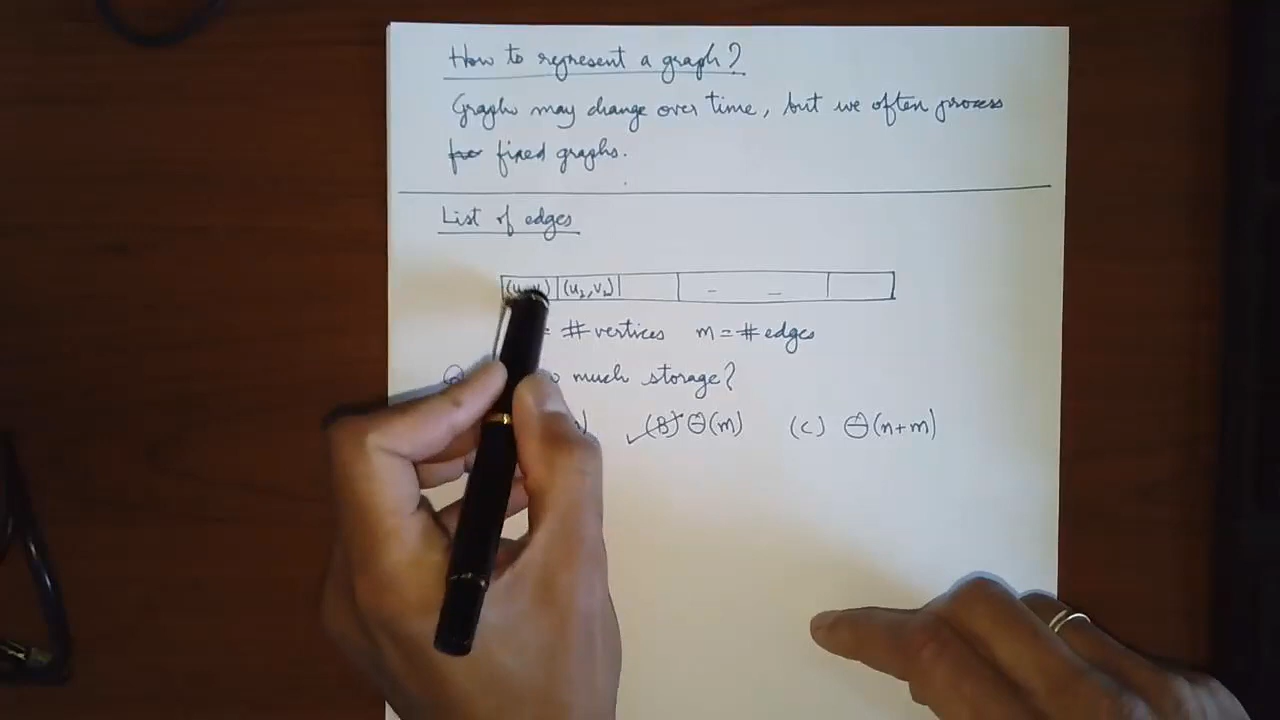 How to represent a graph?
Graphs may change over time, but we often process
fixed graphs.
List of edges
(u₂,v₂) - -
= # vertices m = # edges
much storage?
(B) Θ(m) (C) Θ(n+m)